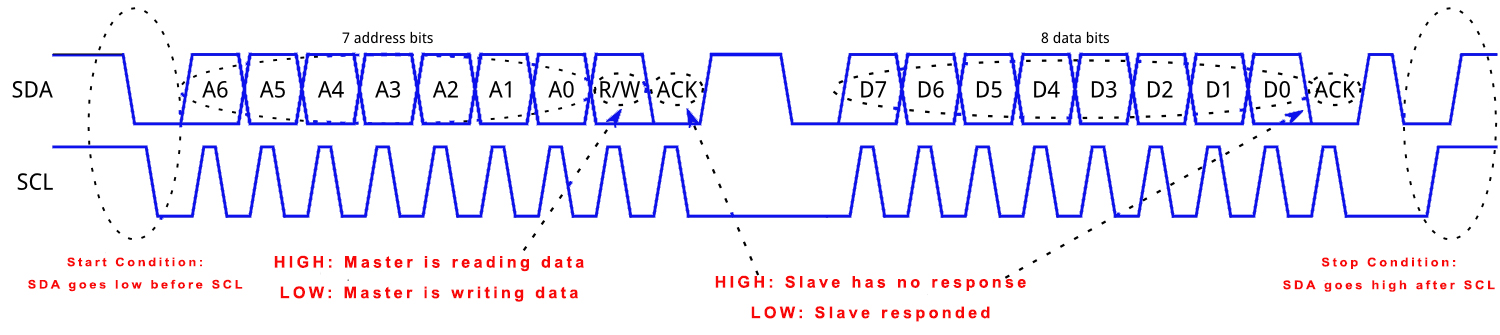 7 address bits
8 data bits
SDA
A6 A5 A4 A3 A2 A1 A0 R/W ACK
D7 D6 D5 D4 D3 D2 D1 D0 ACK
SCL
Start Condition:
SDA goes low before SCL
HIGH: Master is reading data
LOW: Master is writing data
HIGH: Slave has no response
LOW: Slave responded
Stop Condition:
SDA goes high after SCL